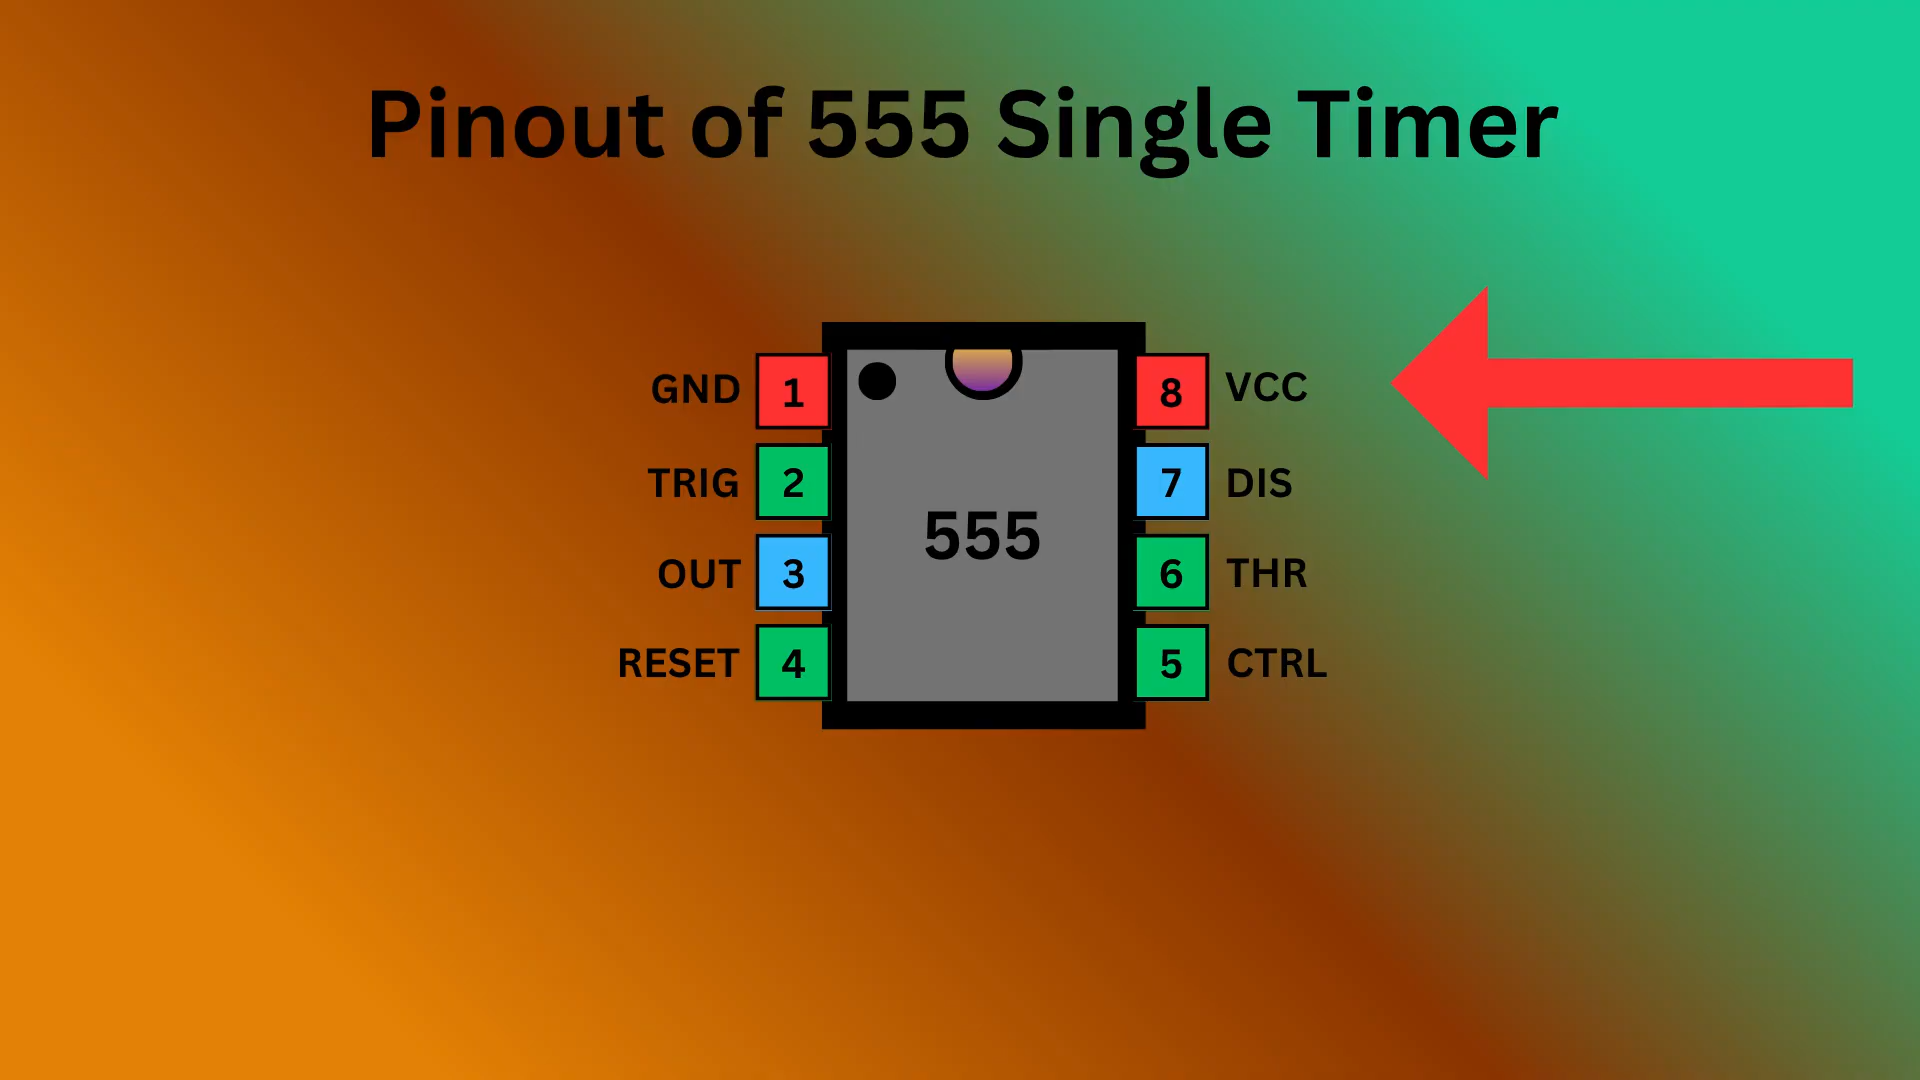 Pinout of 555 Single Timer
GND 1 8 VCC
TRIG 2 7 DIS
555
OUT 3 6 THR
RESET 4 5 CTRL